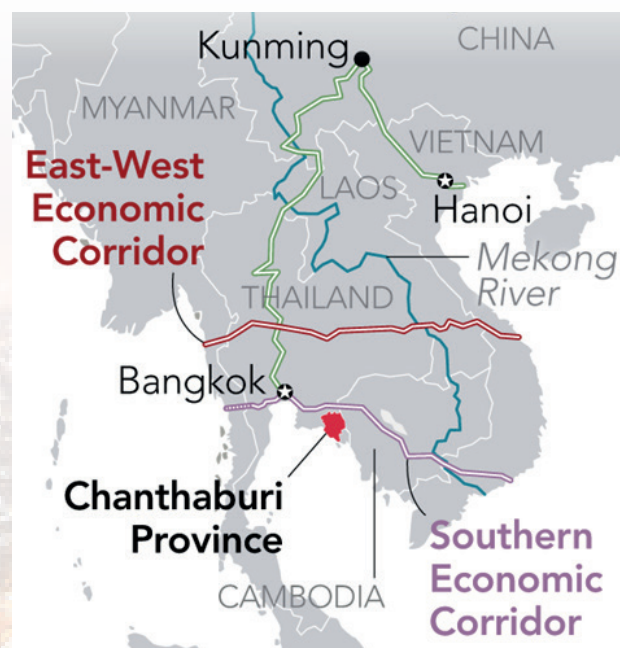 Kunming
CHINA
MYANMAR
VIETNAM
East-West
Economic
Corridor
LAOS
Hanoi
Mekong
River
THAILAND
Bangkok
Chanthaburi
Province
Southern
Economic
Corridor
CAMBODIA